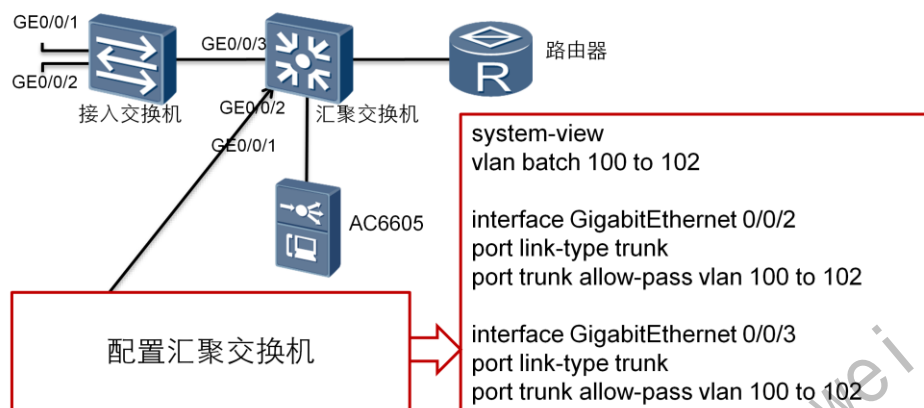 GE0/0/1
GE0/0/2
接入交换机
GE0/0/3
GE0/0/2
汇聚交换机
GE0/0/1
R
路由器
AC6605
配置汇聚交换机
system-view
vlan batch 100 to 102
interface GigabitEthernet 0/0/2
port link-type trunk
port trunk allow-pass vlan 100 to 102
interface GigabitEthernet 0/0/3
port link-type trunk
port trunk allow-pass vlan 100 to 102
wei